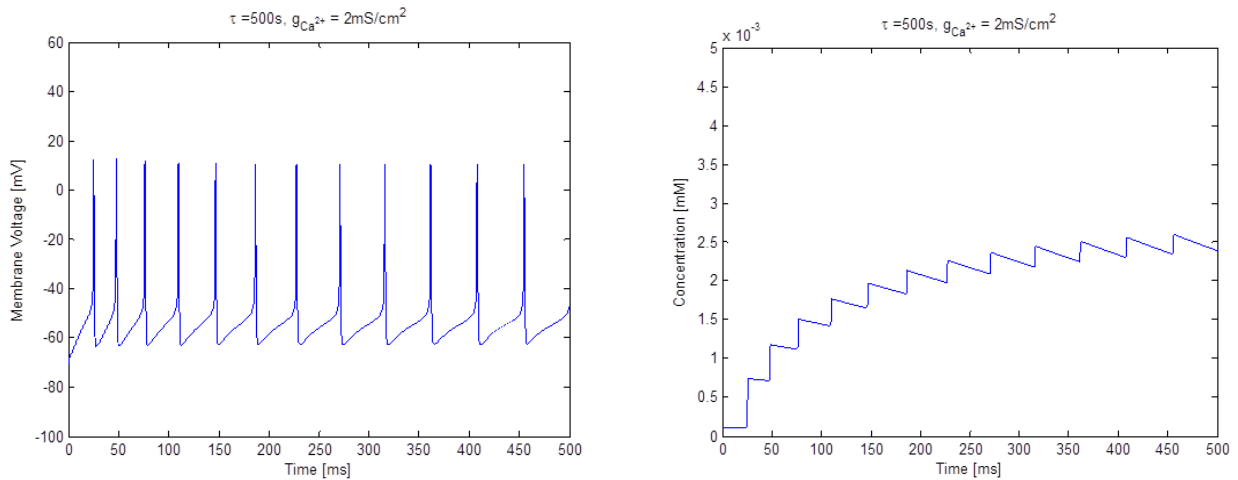 τ =500s, g_Ca²⁺ = 2mS/cm²
60
40
20
0
-20
-40
-60
-80
-100
Membrane Voltage [mV]
0 50 100 150 200 250 300 350 400 450 500
Time [ms]
τ =500s, g_Ca²⁺ = 2mS/cm²
x 10⁻³
5
4.5
4
3.5
3
2.5
2
1.5
1
0.5
0
Concentration [mM]
0 50 100 150 200 250 300 350 400 450 500
Time [ms]